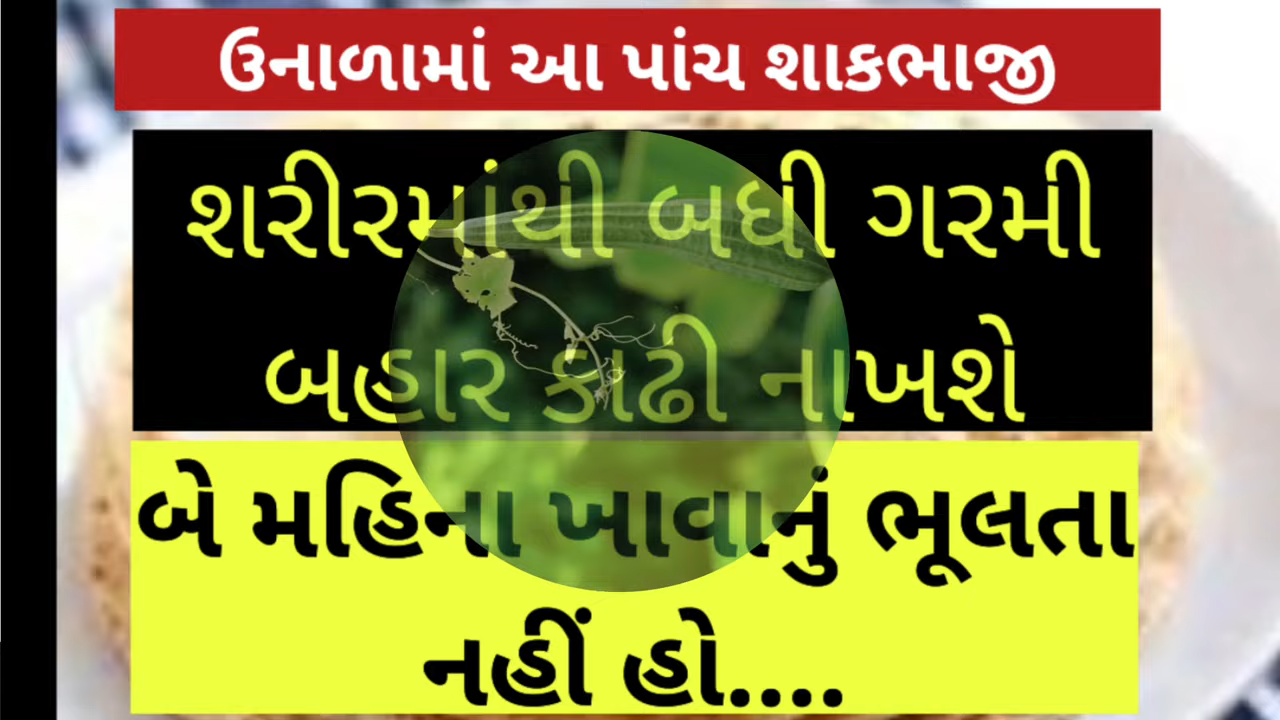 ઉનાળામાં આ પાંચ શાકભાજી
શરીરમાંથી બધી ગરમી
બહાર કાઢી નાખશે
બે મહિના ખાવાનું ભૂલતા
નહીં હો....